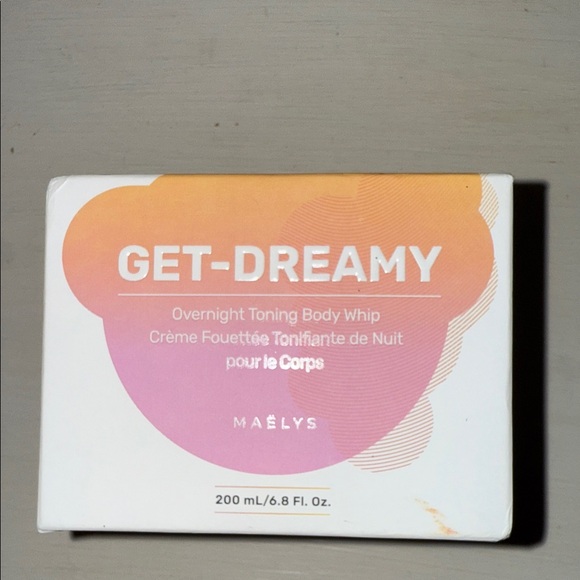 GET-DREAMY
Overnight Toning Body Whip
Crème Fouettée Tonifiante de Nuit
pour le Corps
MAËLYS
200 mL/6.8 Fl. Oz.